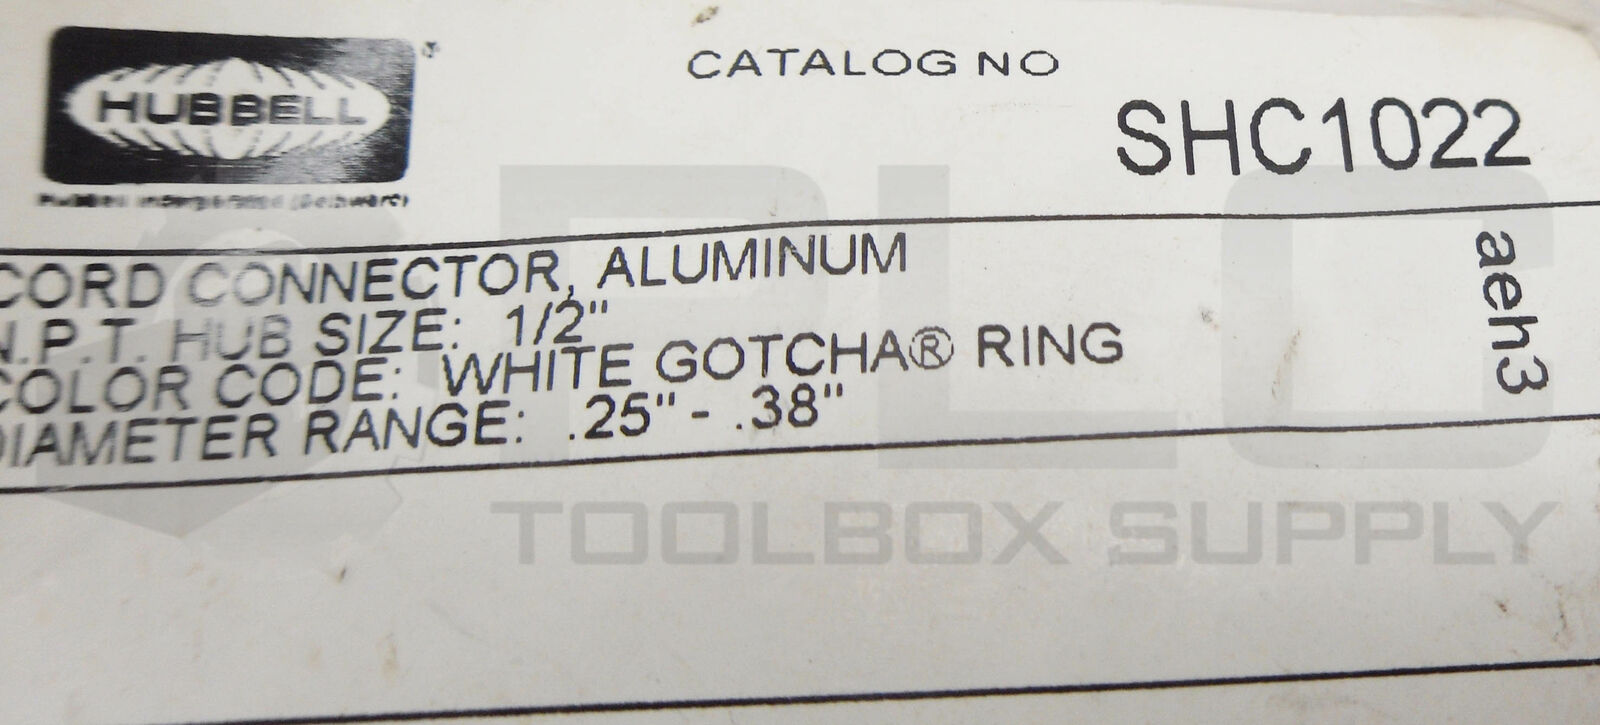 HUBBELL
®
CATALOG NO
SHC1022
CORD CONNECTOR, ALUMINUM
N.P.T. HUB SIZE: 1/2"
COLOR CODE: WHITE GOTCHA® RING
DIAMETER RANGE: .25" - .38"
aeh3
PLC
TOOLBOX SUPPLY